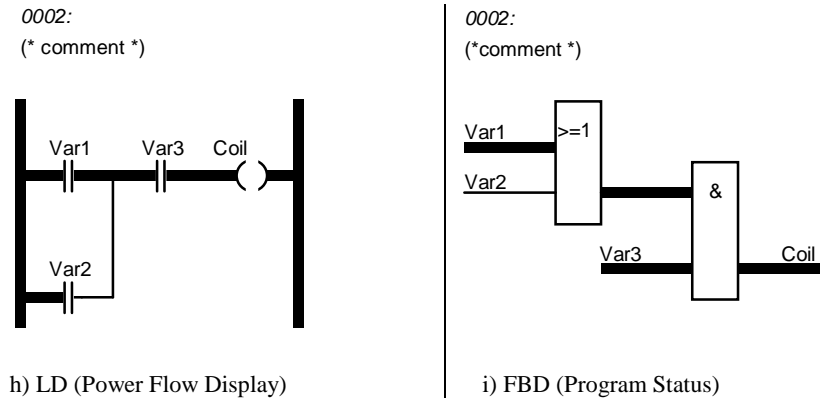 0002:
(* comment *)
Var1 Var3 Coil
Var2
h) LD (Power Flow Display)
0002:
(*comment *)
Var1
>=1
Var2
&
Var3
Coil
i) FBD (Program Status)